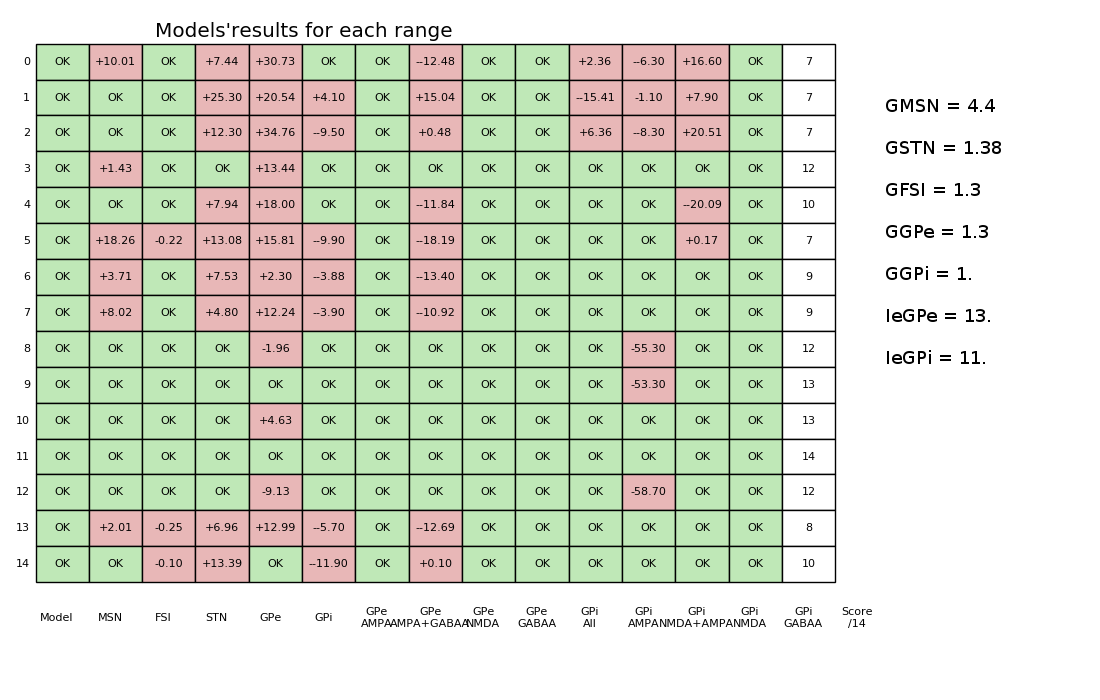 Models'results for each range
0 OK +10.01 OK +7.44 +30.73 OK OK --12.48 OK OK +2.36 --6.30 +16.60 OK 7
1 OK OK OK +25.30 +20.54 +4.10 OK +15.04 OK OK --15.41 -1.10 +7.90 OK 7
GMSN = 4.4
2 OK OK OK +12.30 +34.76 --9.50 OK +0.48 OK OK +6.36 --8.30 +20.51 OK 7
GSTN = 1.38
3 OK +1.43 OK OK +13.44 OK OK OK OK OK OK OK OK OK 12
GFSI = 1.3
4 OK OK OK +7.94 +18.00 OK OK --11.84 OK OK OK OK --20.09 OK 10
GGPe = 1.3
5 OK +18.26 -0.22 +13.08 +15.81 --9.90 OK --18.19 OK OK OK OK +0.17 OK 7
GGPi = 1.
6 OK +3.71 OK +7.53 +2.30 --3.88 OK --13.40 OK OK OK OK OK OK 9
IeGPe = 13.
7 OK +8.02 OK +4.80 +12.24 --3.90 OK --10.92 OK OK OK OK OK OK 9
IeGPi = 11.
8 OK OK OK OK -1.96 OK OK OK OK OK OK -55.30 OK OK 12
9 OK OK OK OK OK OK OK OK OK OK OK -53.30 OK OK 13
10 OK OK OK OK +4.63 OK OK OK OK OK OK OK OK OK 13
11 OK OK OK OK OK OK OK OK OK OK OK OK OK OK 14
12 OK OK OK OK -9.13 OK OK OK OK OK OK -58.70 OK OK 12
13 OK +2.01 -0.25 +6.96 +12.99 --5.70 OK --12.69 OK OK OK OK OK OK 8
14 OK OK -0.10 +13.39 OK --11.90 OK +0.10 OK OK OK OK OK OK 10
Model MSN FSI STN GPe GPi GPe AMPA GPe AMPA+GABAA GPe NMDA GPe GABAA GPi All GPi AMPA GPi NMDA+AMPA GPi NMDA GPi GABAA Score /14